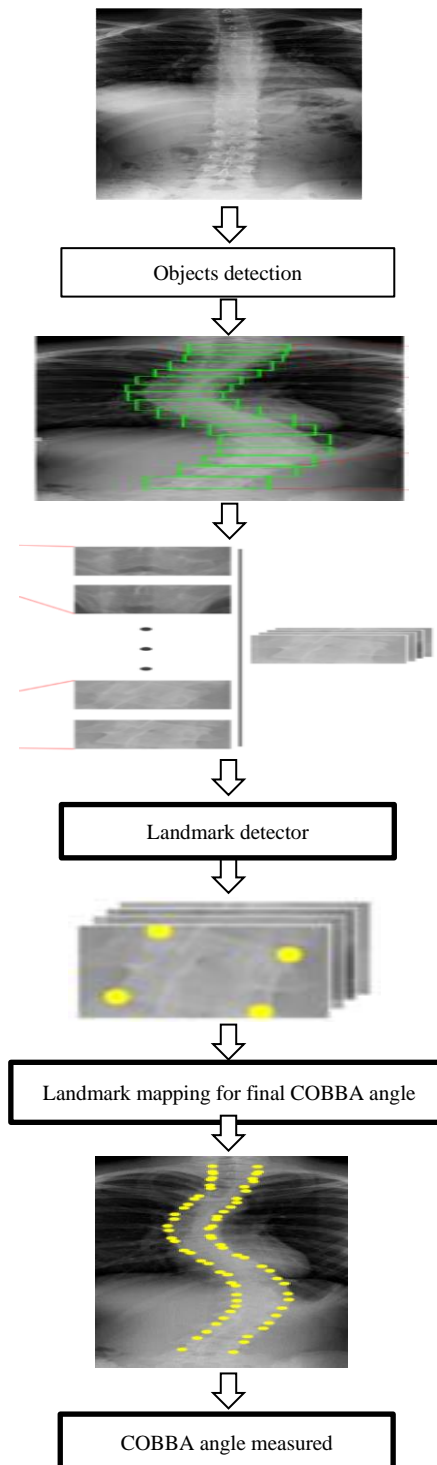 Objects detection
Landmark detector
Landmark mapping for final COBBA angle
COBBA angle measured